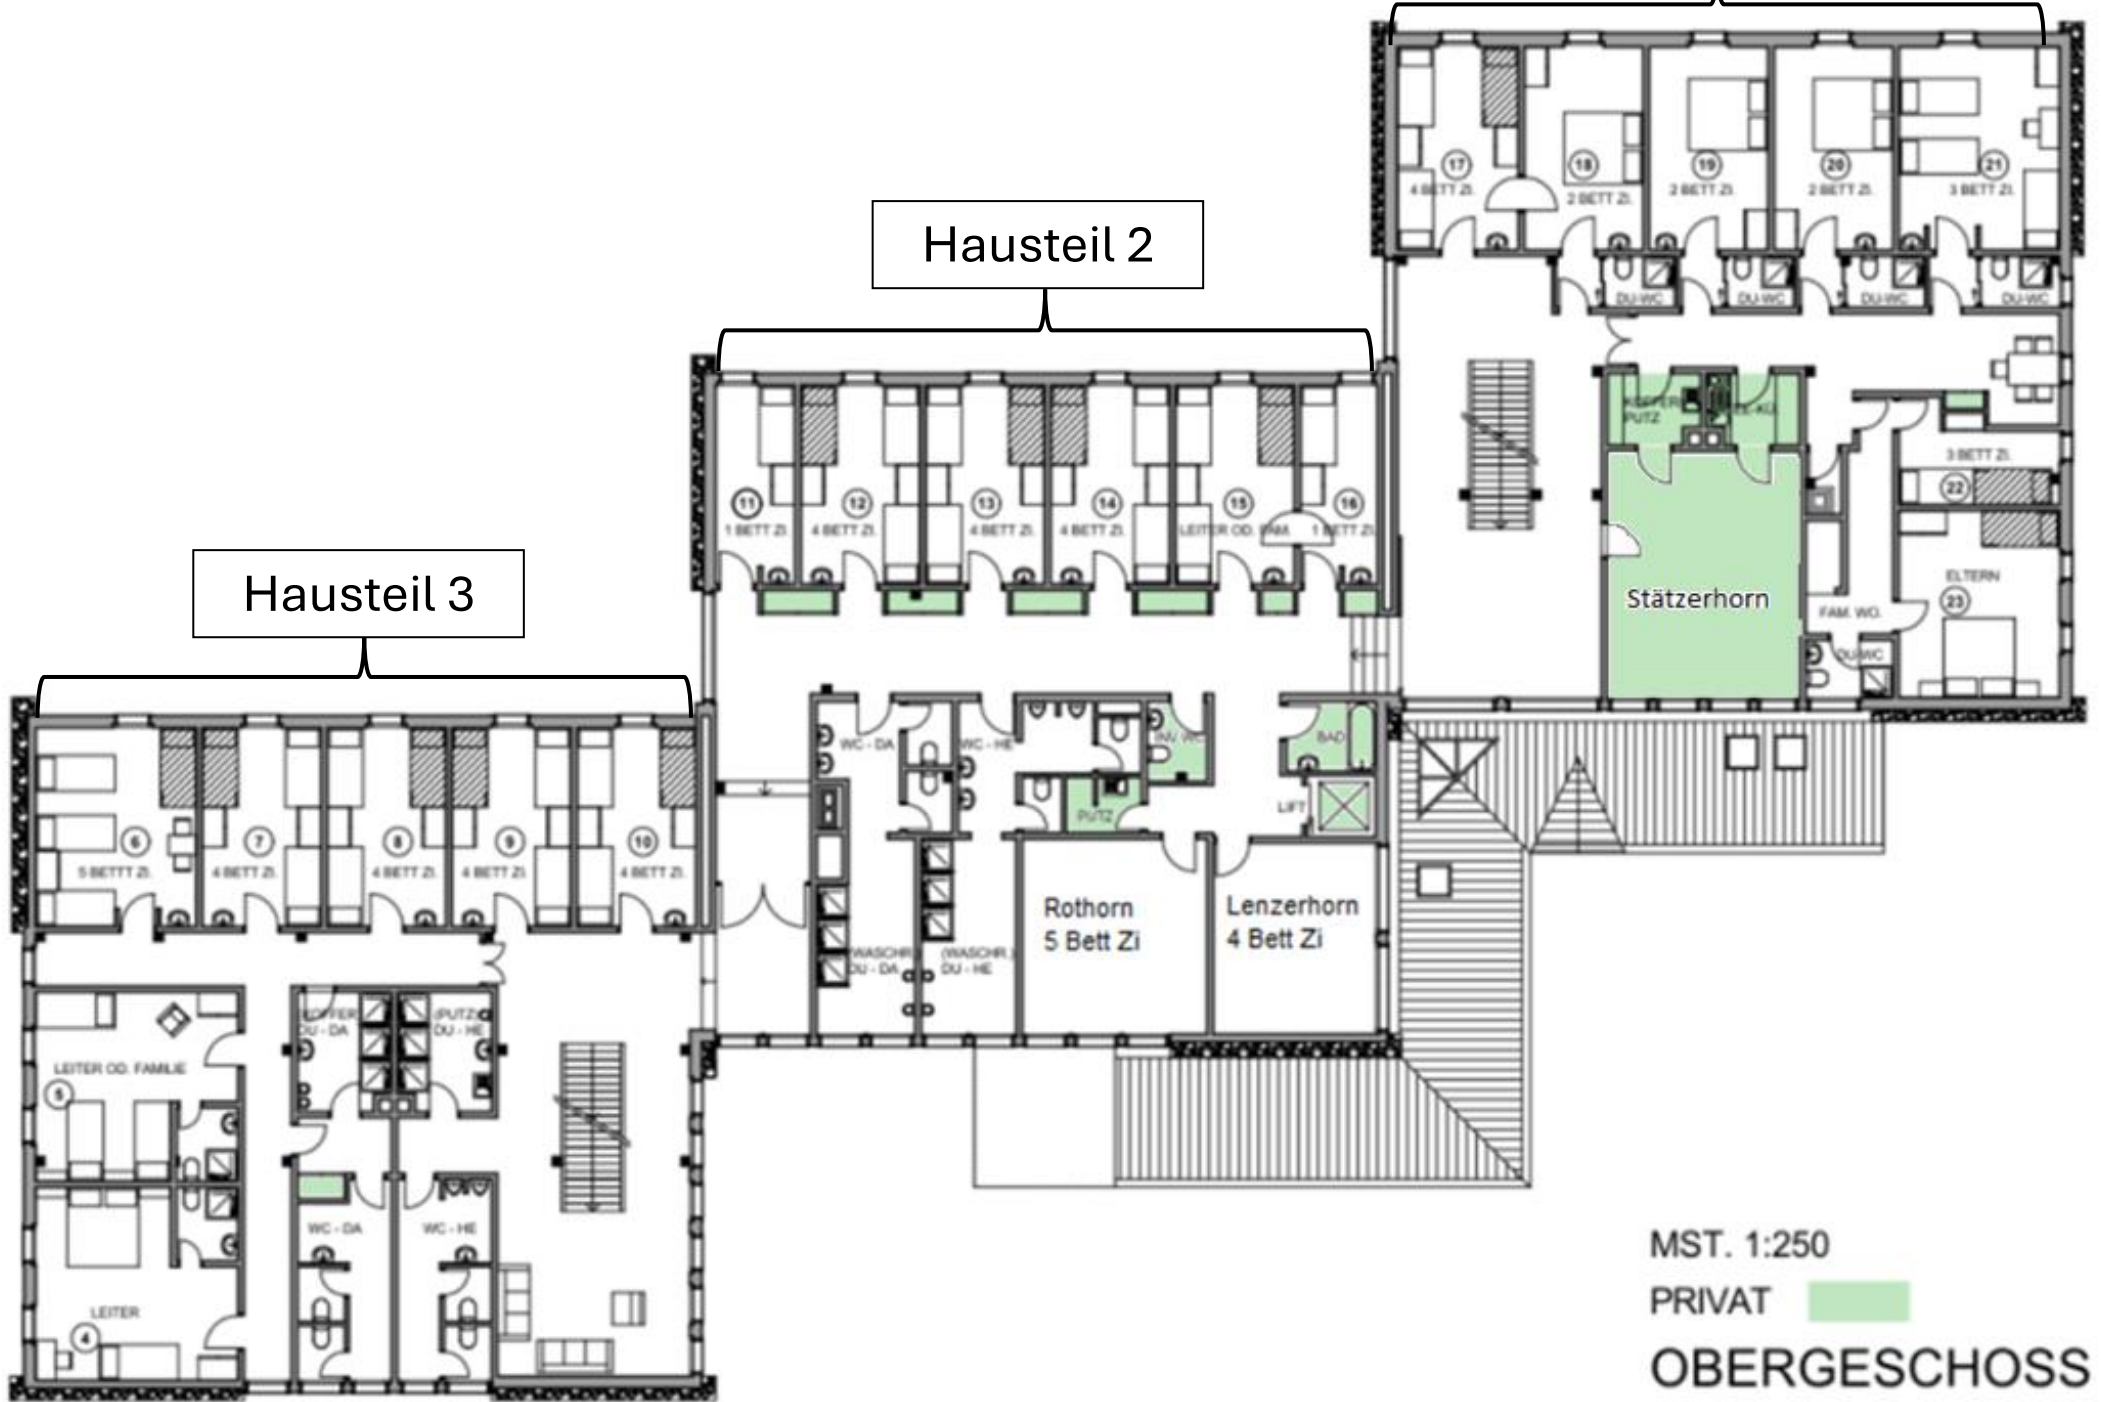 17
4 BETT ZI.
18
2 BETT ZI.
19
2 BETT ZI.
20
2 BETT ZI.
21
3 BETT ZI.
DU-WC
DU-WC
DU-WC
DU-WC
Hausteil 2
KOFFER
PUTZ
3 BETT ZI.
22
11
1 BETT ZI.
12
4 BETT ZI.
13
4 BETT ZI.
14
4 BETT ZI.
15
LEITER OD. FAM.
16
1 BETT ZI.
Stätzerhorn
ELTERN
23
FAM. WO.
DU-WC
Hausteil 3
WC - DA
WC - HE
INV. WC
BAD
LIFT
PUTZ
6
5 BETTT ZI.
7
4 BETT ZI.
8
4 BETT ZI.
9
4 BETT ZI.
10
4 BETT ZI.
Rothorn
5 Bett Zi
Lenzerhorn
4 Bett Zi
(WASCHR.)
DU - DA
(WASCHR.)
DU - HE
(KOFFER)
DU - DA
(PUTZ)
DU - HE
LEITER OD. FAMILIE
5
WC - DA
WC - HE
LEITER
4
MST. 1:250
PRIVAT
OBERGESCHOSS